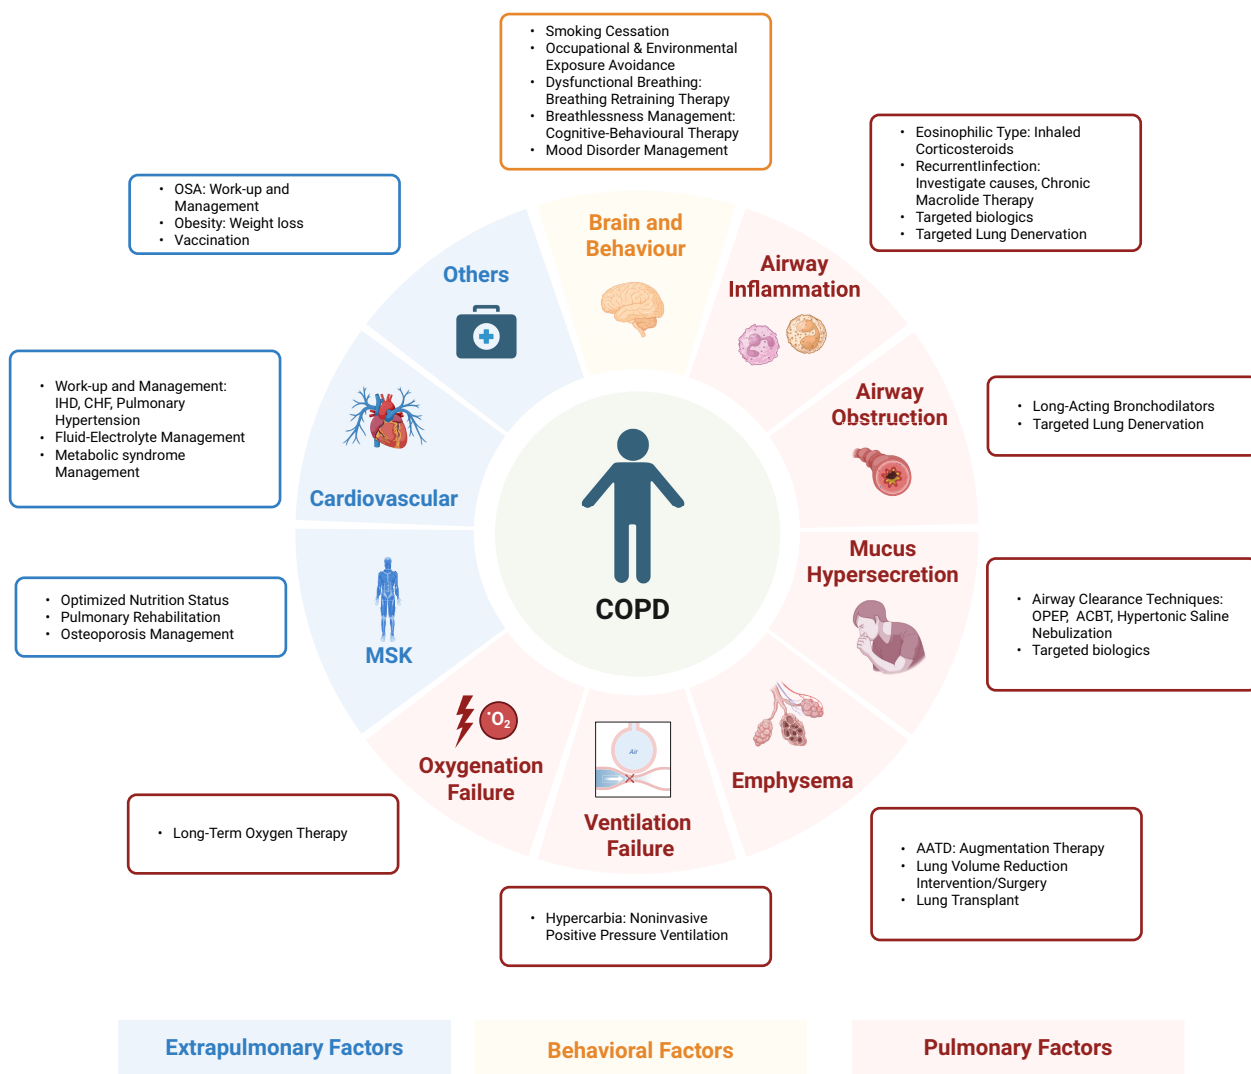 • Smoking Cessation
• Occupational & Environmental
Exposure Avoidance
• Dysfunctional Breathing:
Breathing Retraining Therapy
• Breathlessness Management:
Cognitive-Behavioural Therapy
• Mood Disorder Management
• Eosinophilic Type: Inhaled
Corticosteroids
• RecurrentIinfection:
Investigate causes, Chronic
Macrolide Therapy
• Targeted biologics
• Targeted Lung Denervation
• OSA: Work-up and
Management
• Obesity: Weight loss
• Vaccination
Brain and
Behaviour
Airway
Inflammation
Others
• Work-up and Management:
IHD, CHF, Pulmonary
Hypertension
• Fluid-Electrolyte Management
• Metabolic syndrome
Management
Cardiovascular
Airway
Obstruction
• Long-Acting Bronchodilators
• Targeted Lung Denervation
COPD
Mucus
Hypersecretion
• Airway Clearance Techniques:
OPEP, ACBT, Hypertonic Saline
Nebulization
• Targeted biologics
• Optimized Nutrition Status
• Pulmonary Rehabilitation
• Osteoporosis Management
MSK
O2
Oxygenation
Failure
Air
Ventilation
Failure
Emphysema
• Long-Term Oxygen Therapy
• Hypercarbia: Noninvasive
Positive Pressure Ventilation
• AATD: Augmentation Therapy
• Lung Volume Reduction
Intervention/Surgery
• Lung Transplant
Extrapulmonary Factors
Behavioral Factors
Pulmonary Factors